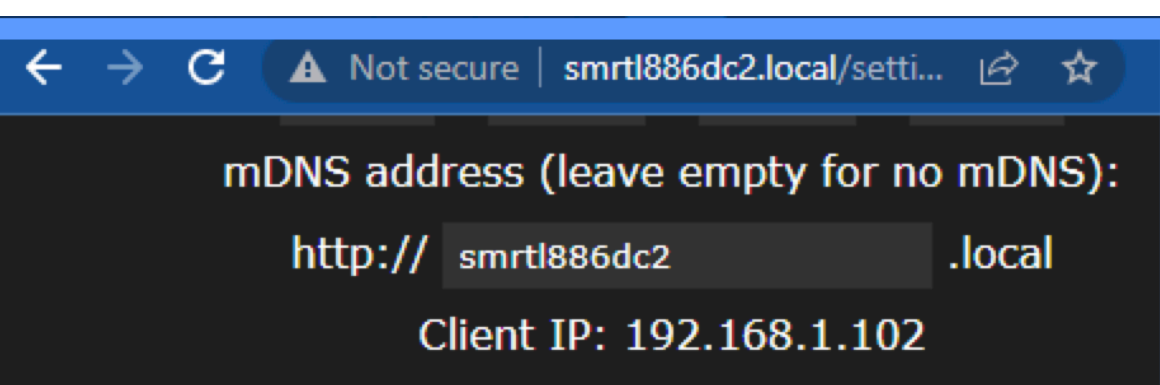 Not secure | smrtl886dc2.local/setti...
mDNS address (leave empty for no mDNS):
http:// smrtl886dc2 .local
Client IP: 192.168.1.102